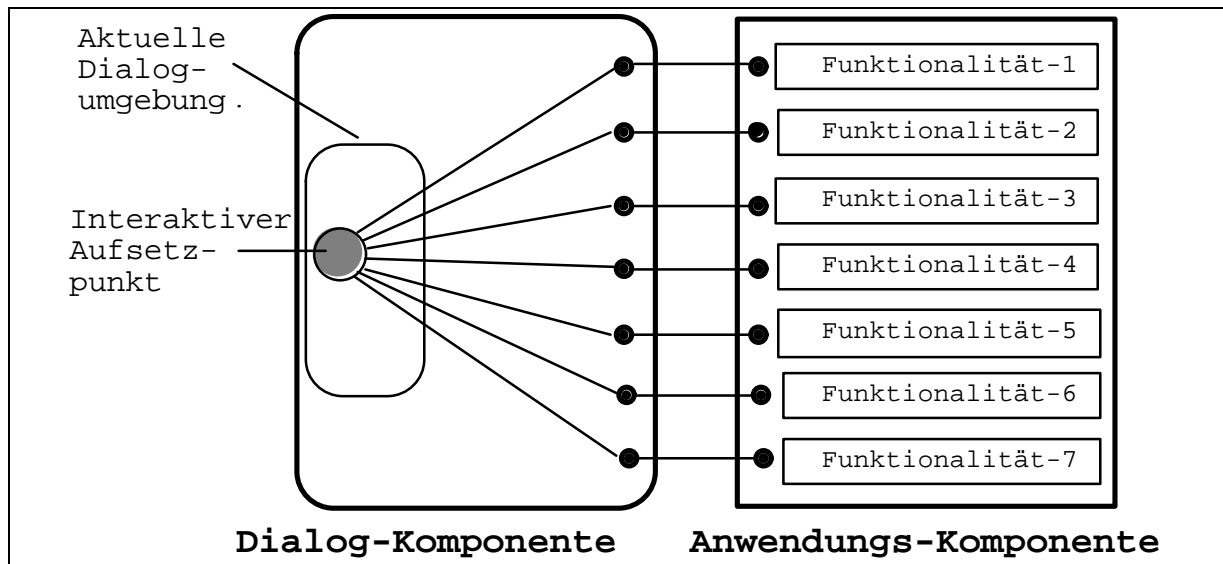 Aktuelle
Dialog-
umgebung.
Interaktiver
Aufsetz-
punkt
Funktionalität-1
Funktionalität-2
Funktionalität-3
Funktionalität-4
Funktionalität-5
Funktionalität-6
Funktionalität-7
Dialog-Komponente
Anwendungs-Komponente